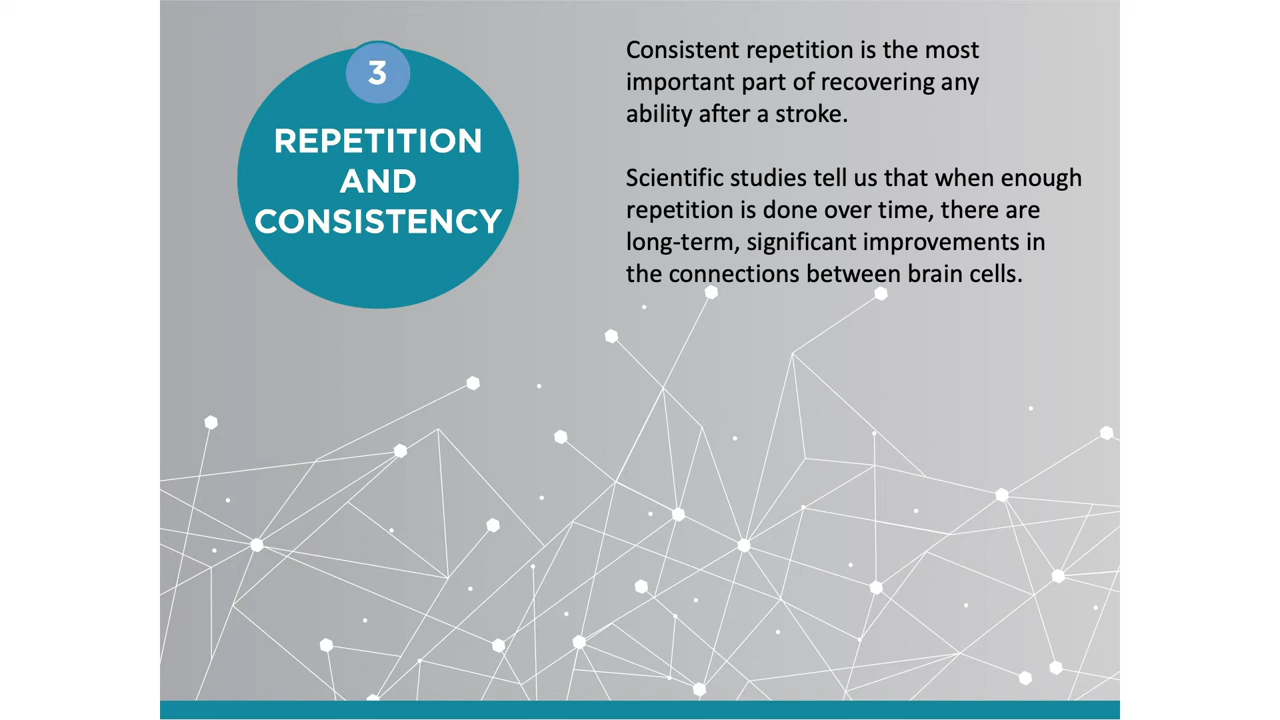 3
REPETITION
AND
CONSISTENCY
Consistent repetition is the most
important part of recovering any
ability after a stroke.
Scientific studies tell us that when enough
repetition is done over time, there are
long-term, significant improvements in
the connections between brain cells.